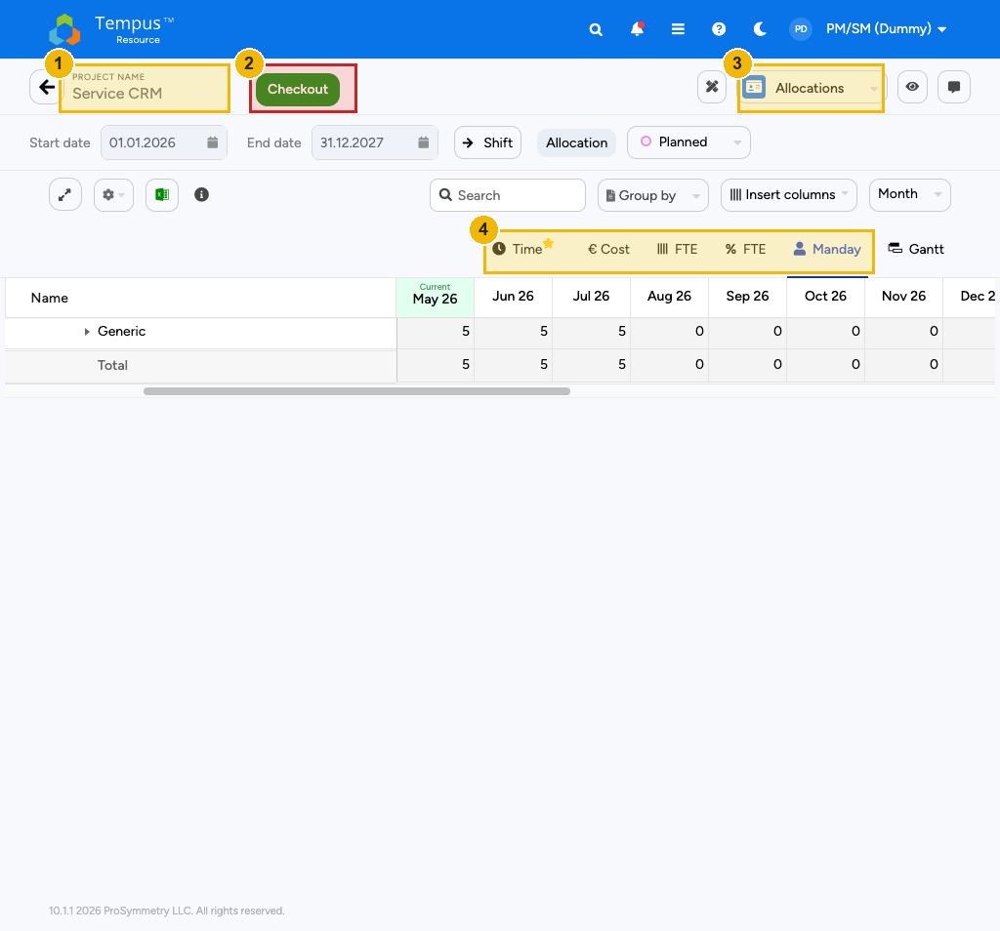 Tempus™
Resource
PD PM/SM (Dummy)
1 2 3
PROJECT NAME
Service CRM
Checkout
Allocations
Start date 01.01.2026 End date 31.12.2027 Shift Allocation Planned
Search Group by Insert columns Month
4
Time € Cost FTE % FTE Manday Gantt
Name Current May 26 Jun 26 Jul 26 Aug 26 Sep 26 Oct 26 Nov 26 Dec 2
Generic 5 5 5 0 0 0 0
Total 5 5 5 0 0 0 0
10.1.1 2026 ProSymmetry LLC. All rights reserved.